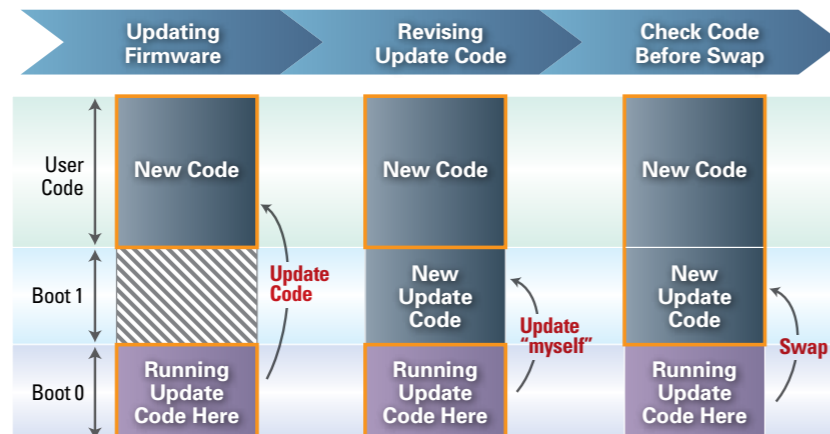 Updating
Firmware
Revising
Update Code
Check Code
Before Swap
User
Code
New Code
New Code
New Code
Boot 1
Update
Code
New
Update
Code
Update
“myself”
New
Update
Code
Swap
Boot 0
Running
Update
Code Here
Running
Update
Code Here
Running
Update
Code Here